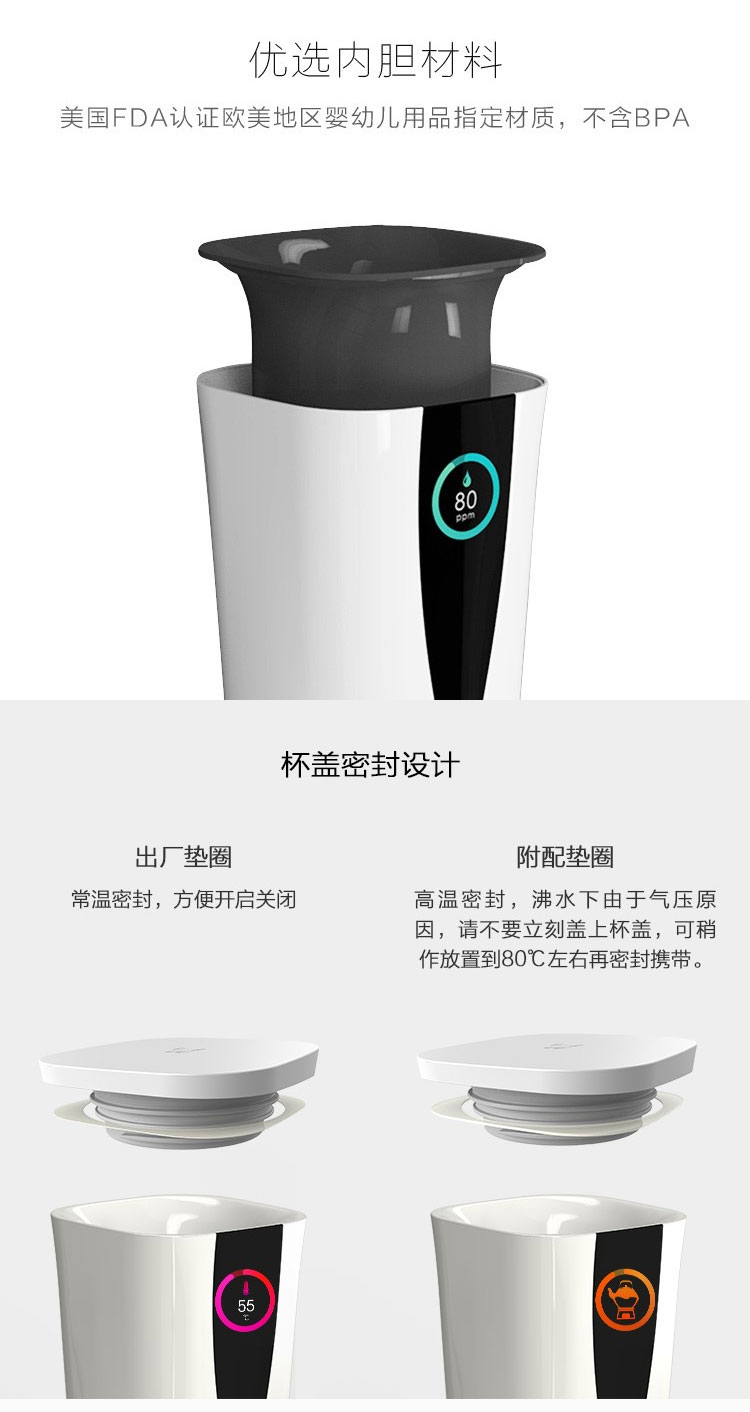 优选内胆材料
美国FDA认证欧美地区婴幼儿用品指定材质，不含BPA
80
ppm
杯盖密封设计
出厂垫圈
常温密封，方便开启关闭
附配垫圈
高温密封，沸水下由于气压原
因，请不要立刻盖上杯盖，可稍
作放置到80℃左右再密封携带。
55
℃